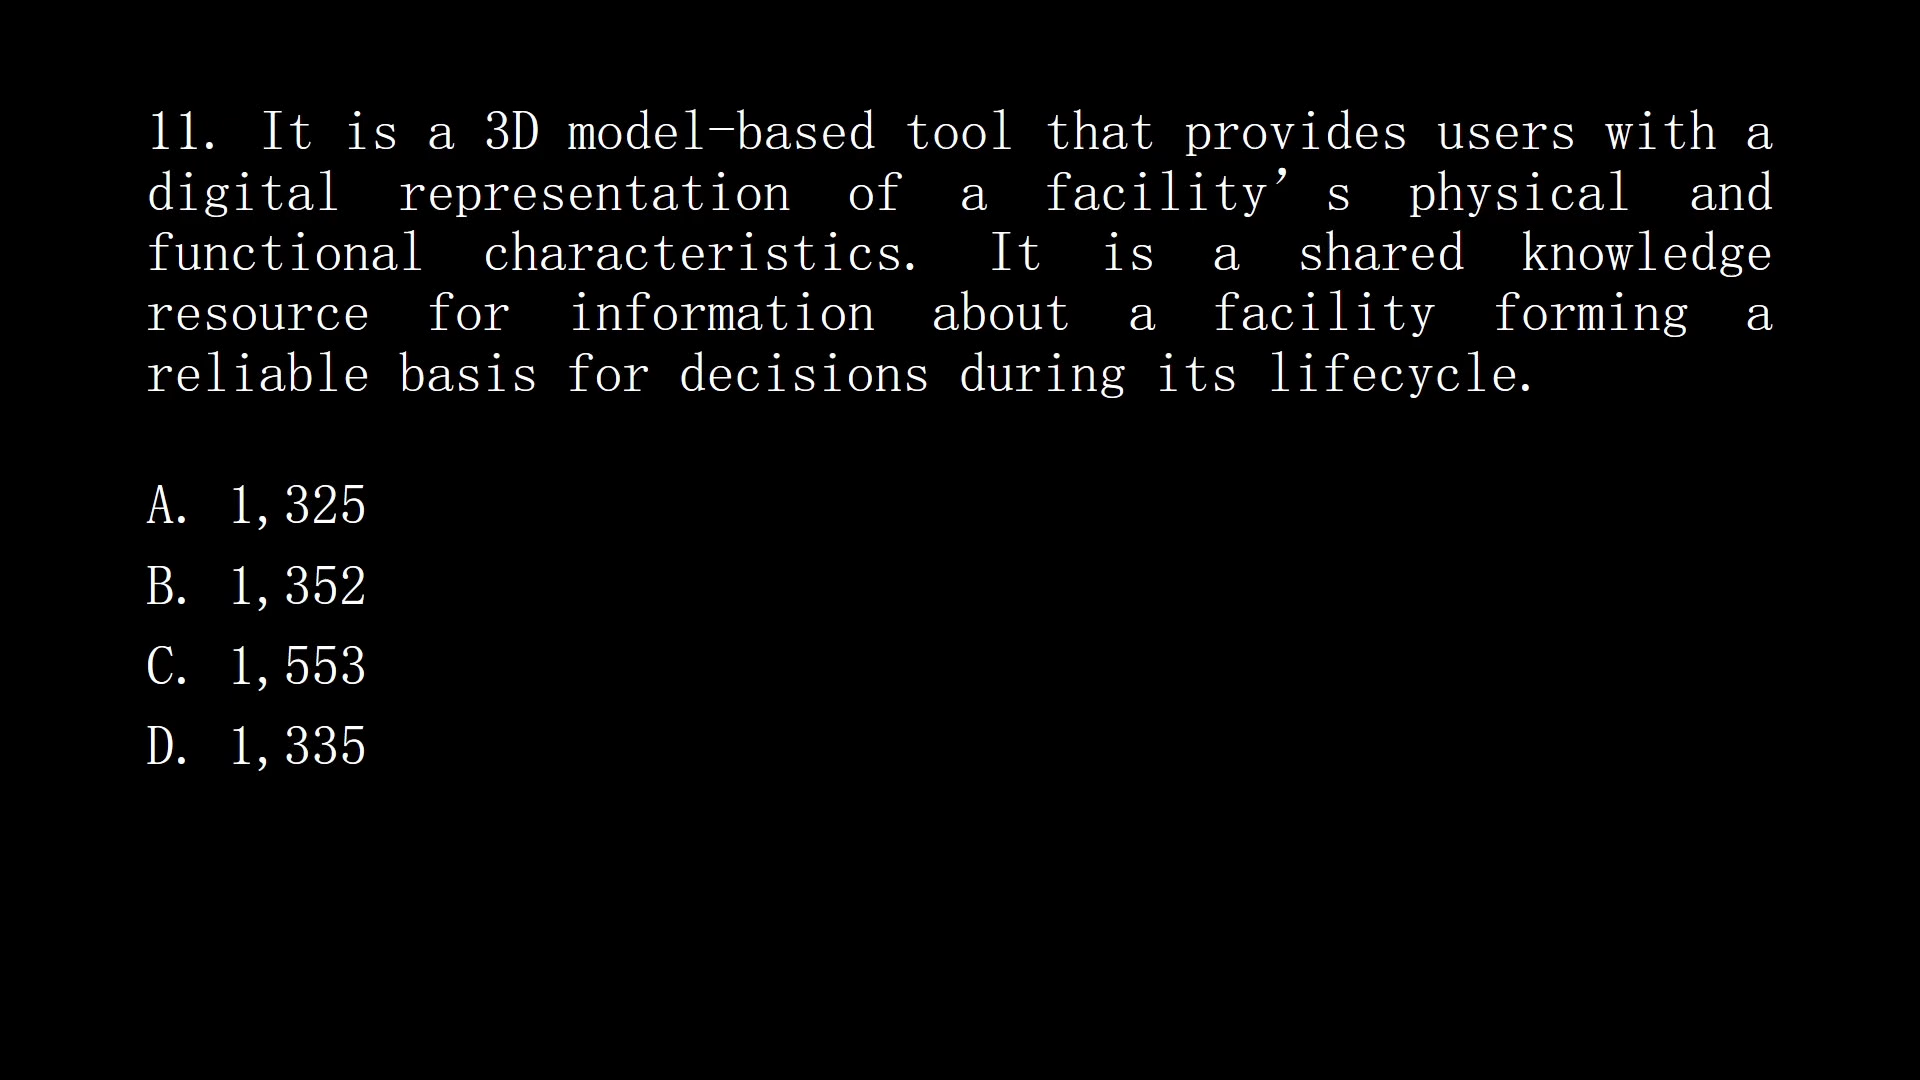 11. It is a 3D model-based tool that provides users with a
digital representation of a facility’s physical and
functional characteristics. It is a shared knowledge
resource for information about a facility forming a
reliable basis for decisions during its lifecycle.
A. 1,325
B. 1,352
C. 1,553
D. 1,335